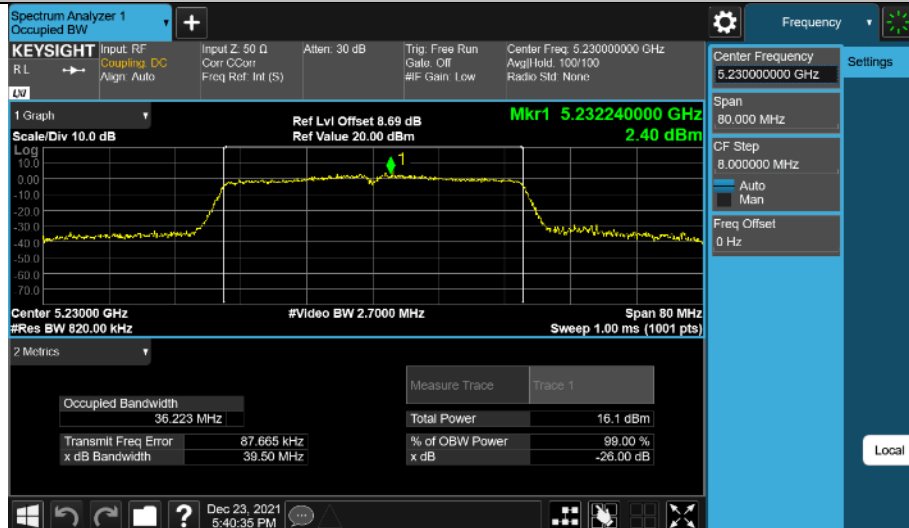 Spectrum Analyzer 1
Occupied BW
Frequency
KEYSIGHT
Input: RF
Input Z: 50 Ω
Atten: 30 dB
Trig: Free Run
Center Freq: 5.230000000 GHz
RL
Coupling: DC
Corr CCorr
Gate: Off
Avg|Hold: 100/100
Align: Auto
Freq Ref: Int (S)
#IF Gain: Low
Radio Std: None
LXI
Center Frequency
5.230000000 GHz
Settings
Span
80.000 MHz
CF Step
8.000000 MHz
Auto
Man
Freq Offset
0 Hz
Local
1 Graph
Ref Lvl Offset 8.69 dB
Mkr1 5.232240000 GHz
Scale/Div 10.0 dB
Ref Value 20.00 dBm
2.40 dBm
Log
1
10.0
0.00
-10.0
-20.0
-30.0
-40.0
-50.0
-60.0
-70.0
Center 5.23000 GHz
#Video BW 2.7000 MHz
Span 80 MHz
#Res BW 820.00 kHz
Sweep 1.00 ms (1001 pts)
2 Metrics
Measure Trace
Trace 1
Occupied Bandwidth
36.223 MHz
Total Power
16.1 dBm
Transmit Freq Error
87.665 kHz
% of OBW Power
99.00 %
x dB Bandwidth
39.50 MHz
x dB
-26.00 dB
?
Dec 23, 2021
5:40:35 PM